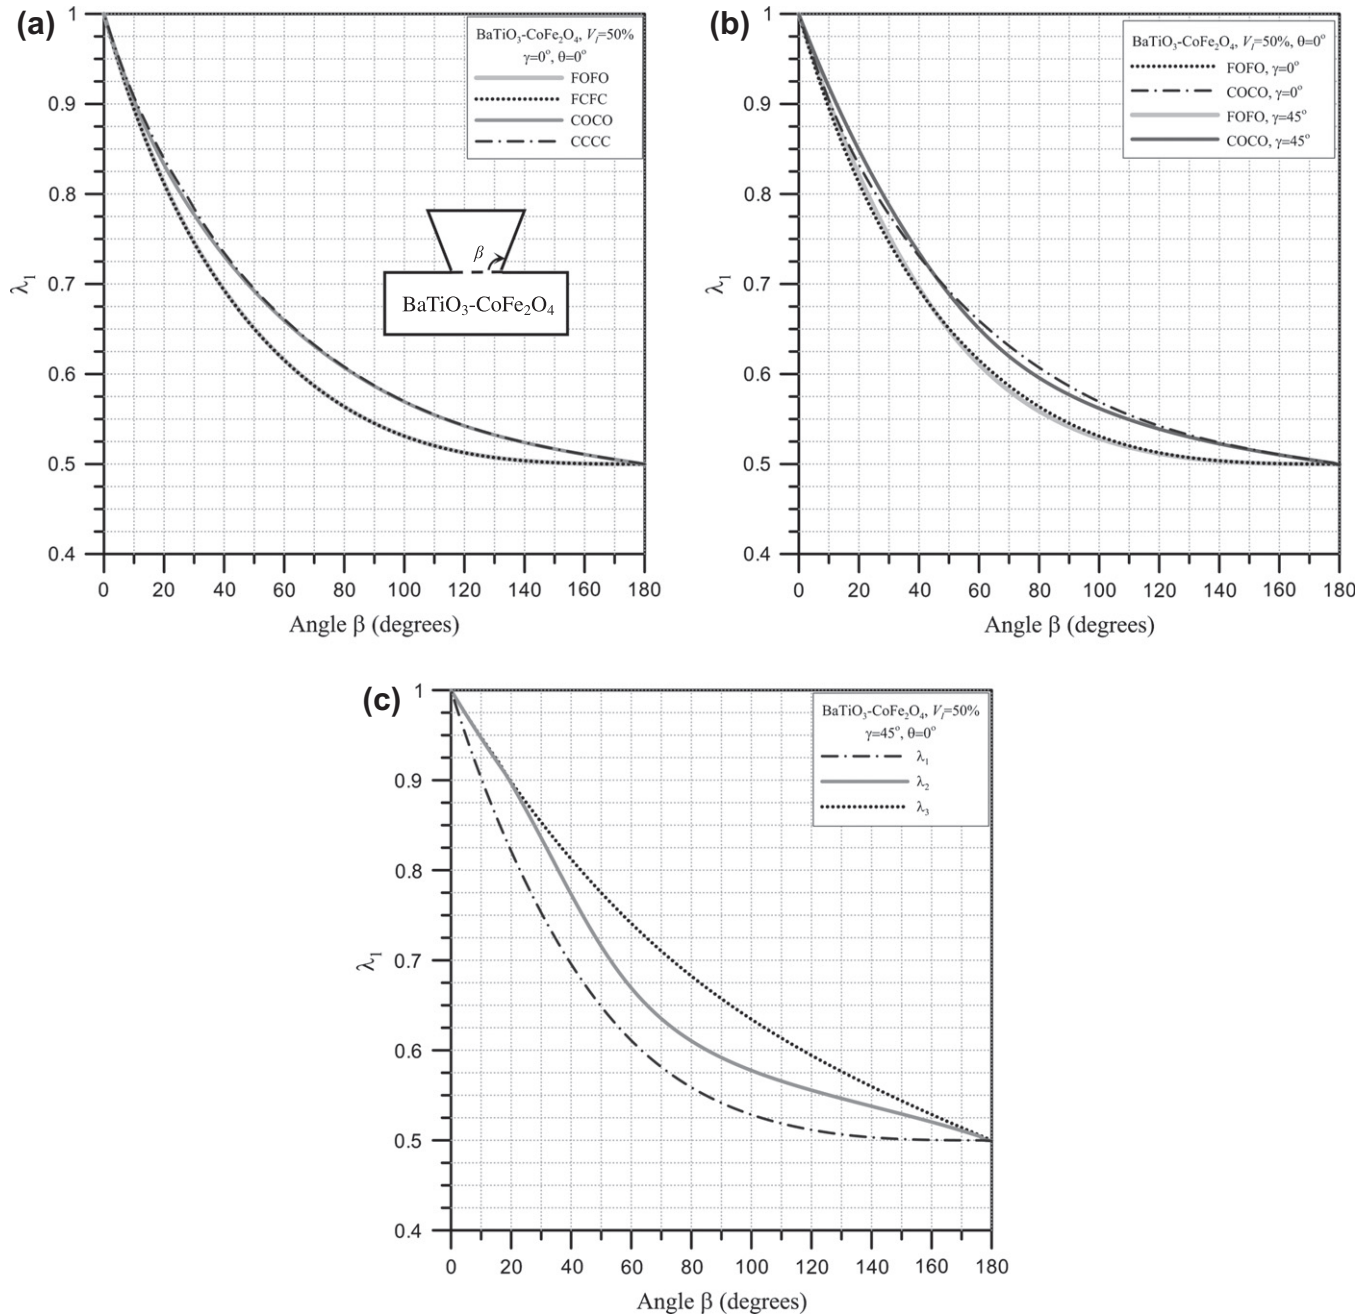 (a)
1
0.9
0.8
0.7
0.6
0.5
0.4
λ₁
BaTiO₃-CoFe₂O₄, V_I=50%
γ=0°, θ=0°
FOFO
FCFC
COCO
CCCC
β
BaTiO₃-CoFe₂O₄
0 20 40 60 80 100 120 140 160 180
Angle β (degrees)
(b)
1
0.9
0.8
0.7
0.6
0.5
0.4
λ₁
BaTiO₃-CoFe₂O₄, V_I=50%, θ=0°
FOFO, γ=0°
COCO, γ=0°
FOFO, γ=45°
COCO, γ=45°
0 20 40 60 80 100 120 140 160 180
Angle β (degrees)
(c)
1
0.9
0.8
0.7
0.6
0.5
0.4
λ₁
BaTiO₃-CoFe₂O₄, V_I=50%
γ=45°, θ=0°
λ₁
λ₂
λ₃
0 20 40 60 80 100 120 140 160 180
Angle β (degrees)